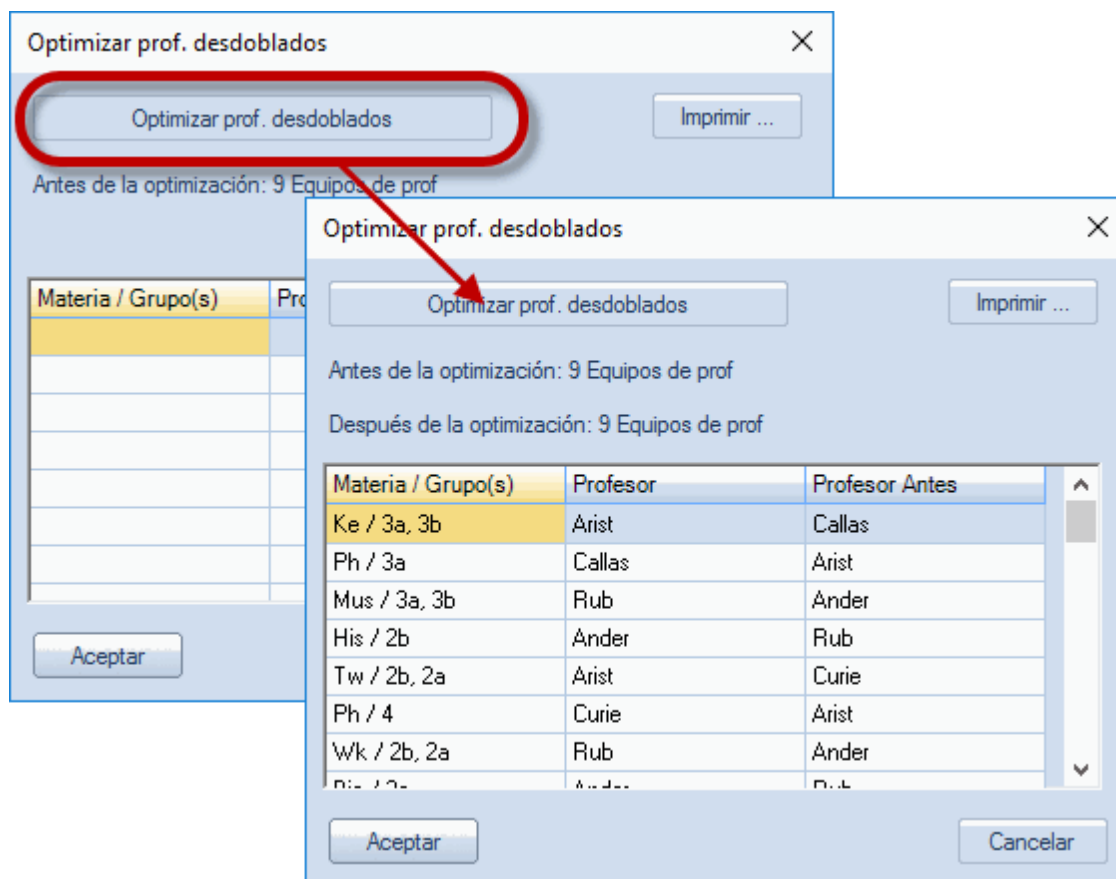 Optimizar prof. desdoblados
Optimizar prof. desdoblados
Imprimir ...
Antes de la optimización: 9 Equipos de prof
Materia / Grupo(s)
Aceptar
Optimizar prof. desdoblados
Optimizar prof. desdoblados
Imprimir ...
Antes de la optimización: 9 Equipos de prof
Después de la optimización: 9 Equipos de prof
Materia / Grupo(s) Profesor Profesor Antes
Ke / 3a, 3b Arist Callas
Ph / 3a Callas Arist
Mus / 3a, 3b Rub Ander
His / 2b Ander Rub
Tw / 2b, 2a Arist Curie
Ph / 4 Curie Arist
Wk / 2b, 2a Rub Ander
Aceptar
Cancelar